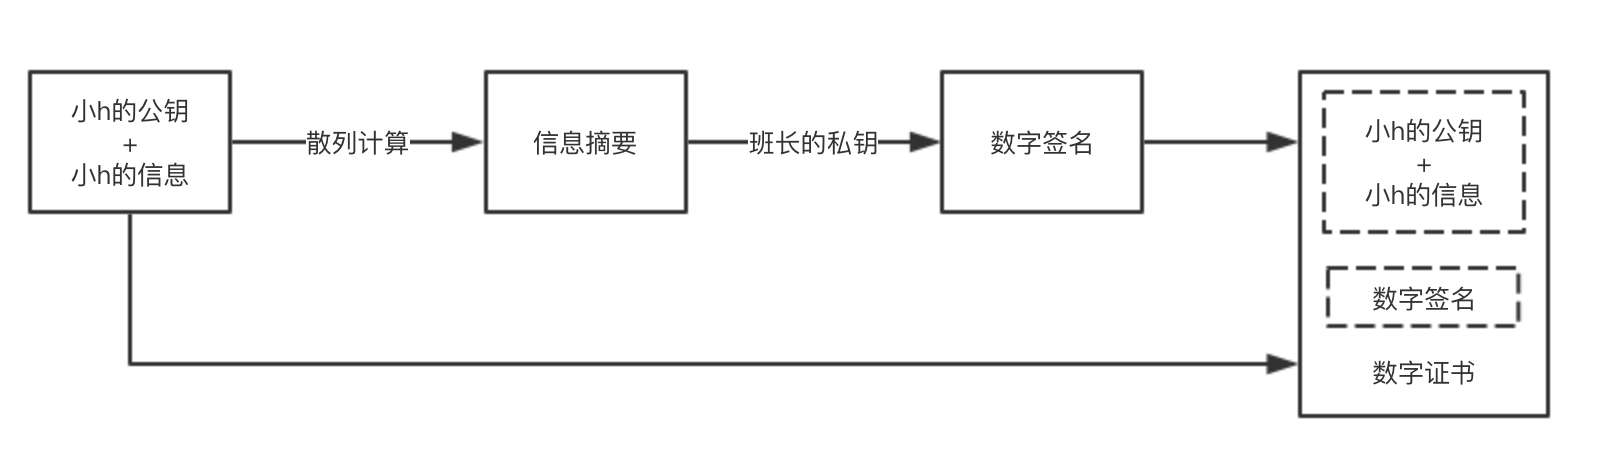 小h的公钥
+
小h的信息
散列计算
信息摘要
班长的私钥
数字签名
小h的公钥
+
小h的信息
数字签名
数字证书